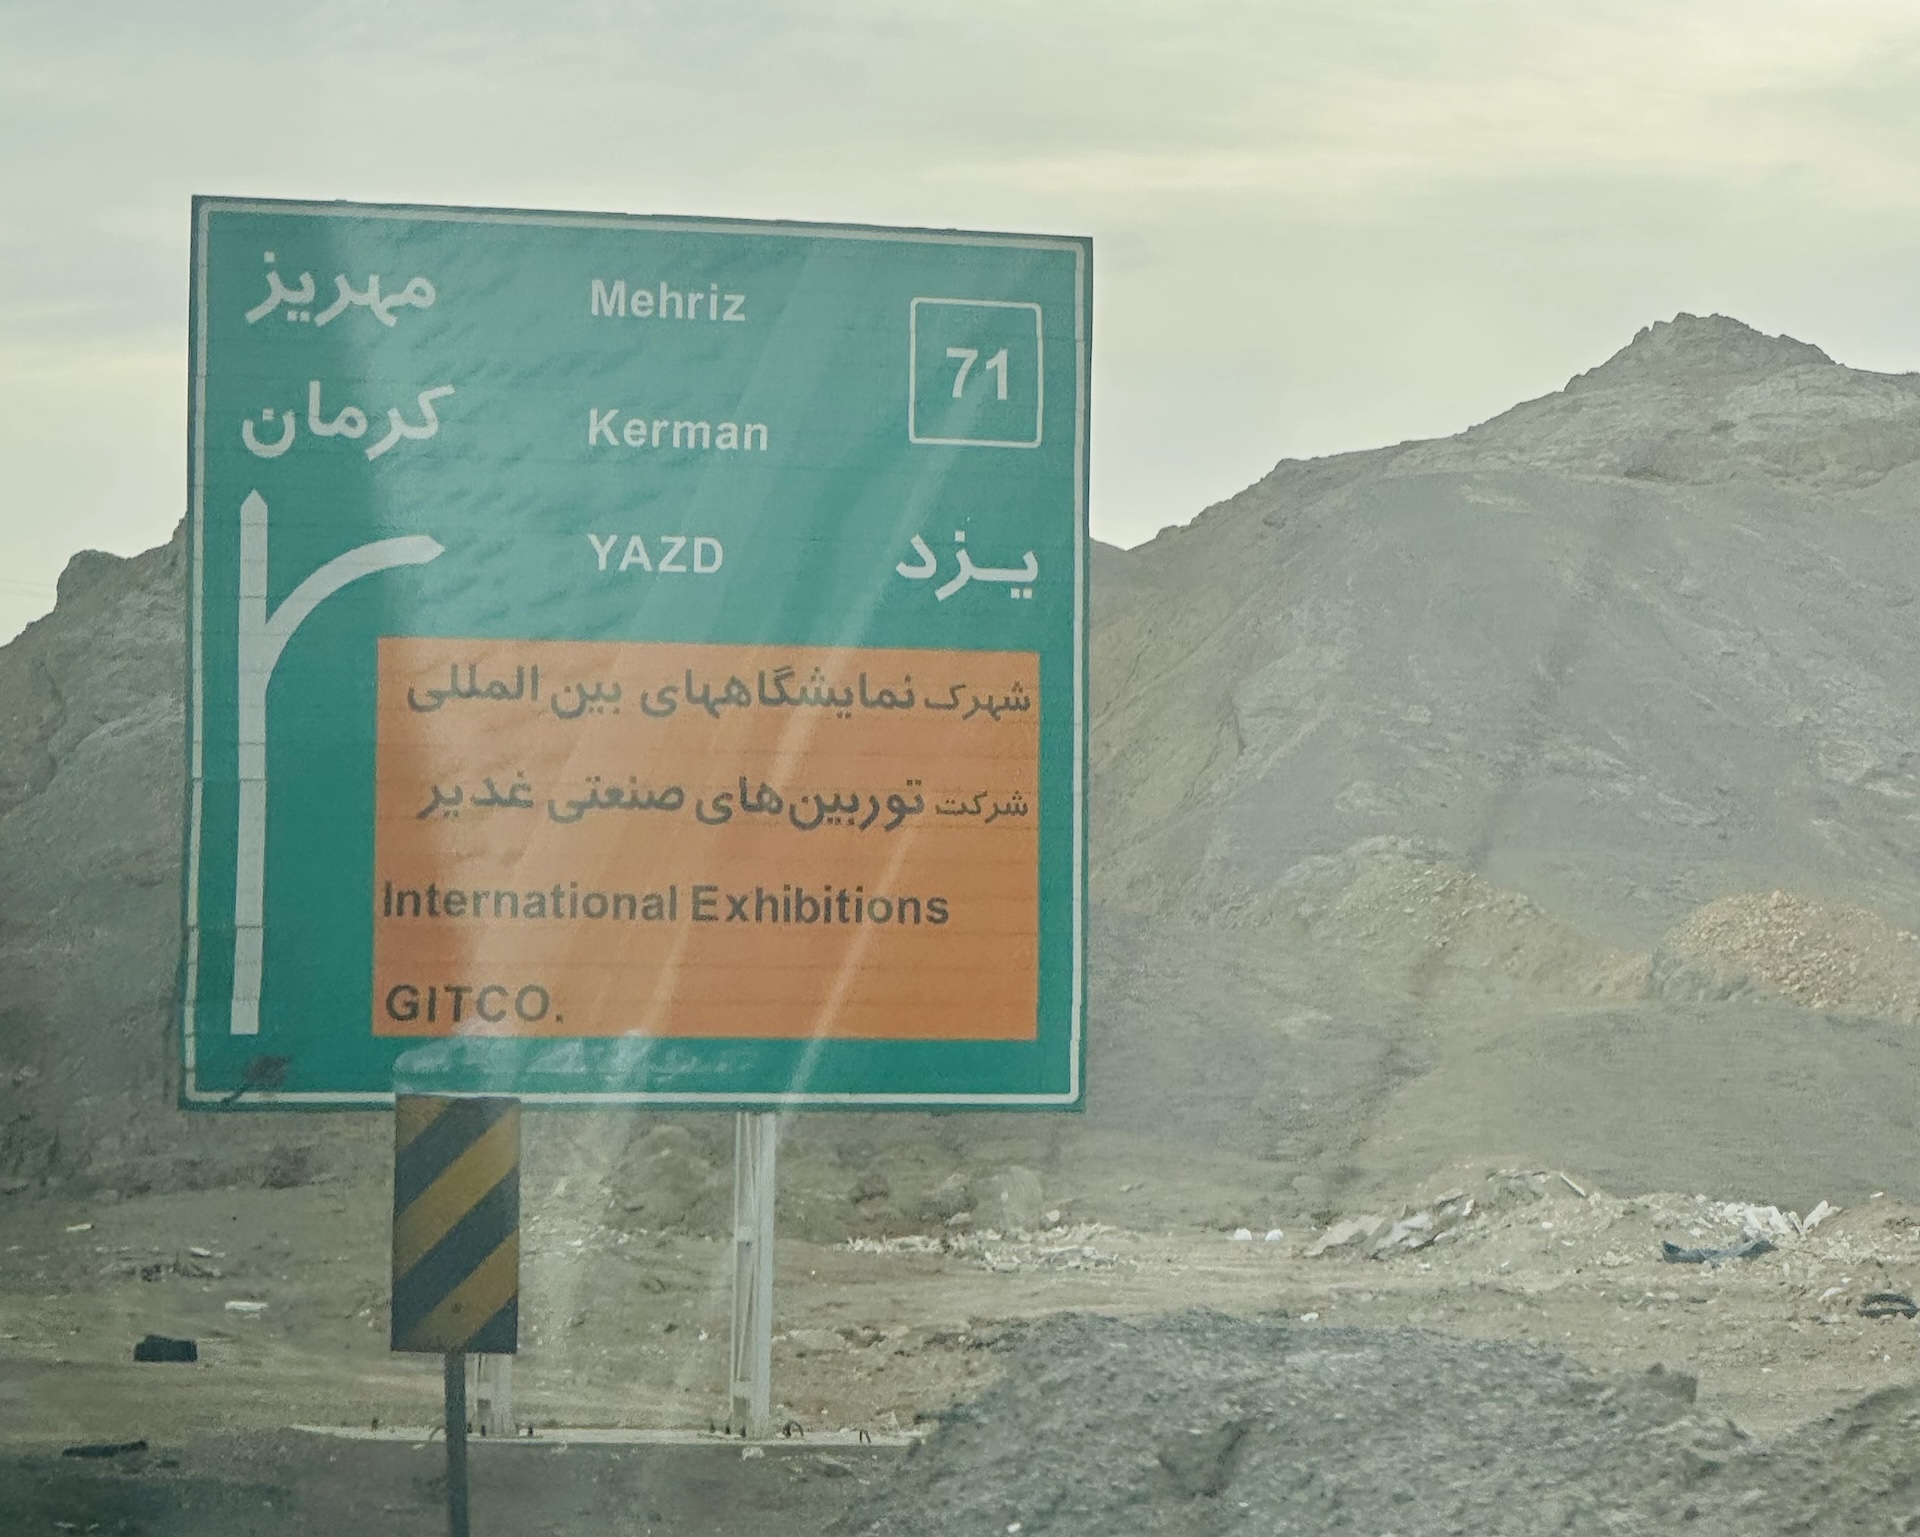 مهریز Mehriz 71
کرمان Kerman
YAZD یـزد
شهرک نمایشگاههای بین المللی
شرکت توربین‌های صنعتی غدیر
International Exhibitions
GITCO.